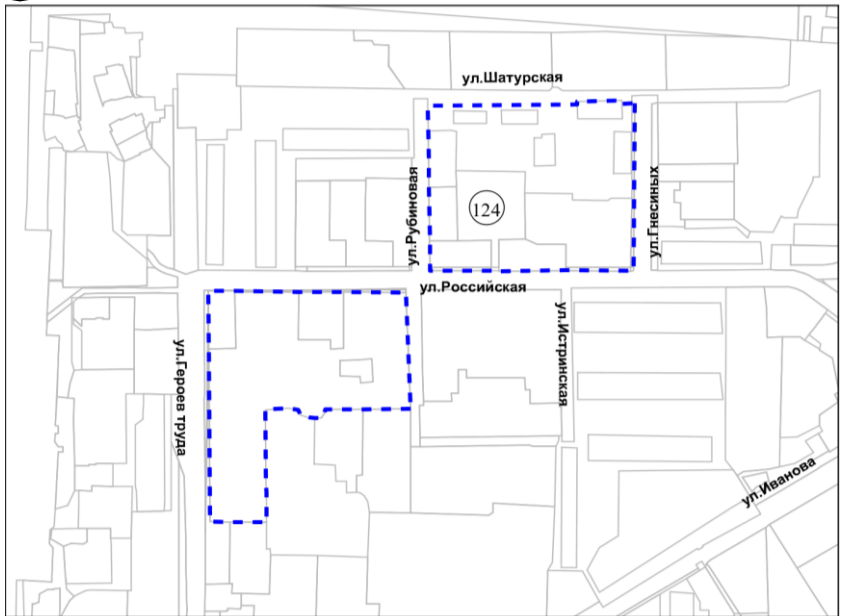 ул.Шатурская
ул.Рубиновая
124
ул.Гнесиных
ул.Российская
ул.Героев труда
ул.Истринская
ул.Иванова